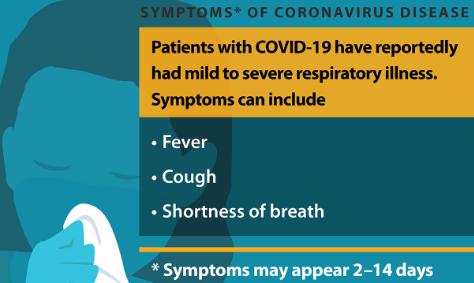 SYMPTOMS* OF CORONAVIRUS DISEASE
Patients with COVID-19 have reportedly
had mild to severe respiratory illness.
Symptoms can include
• Fever
• Cough
• Shortness of breath
* Symptoms may appear 2–14 days